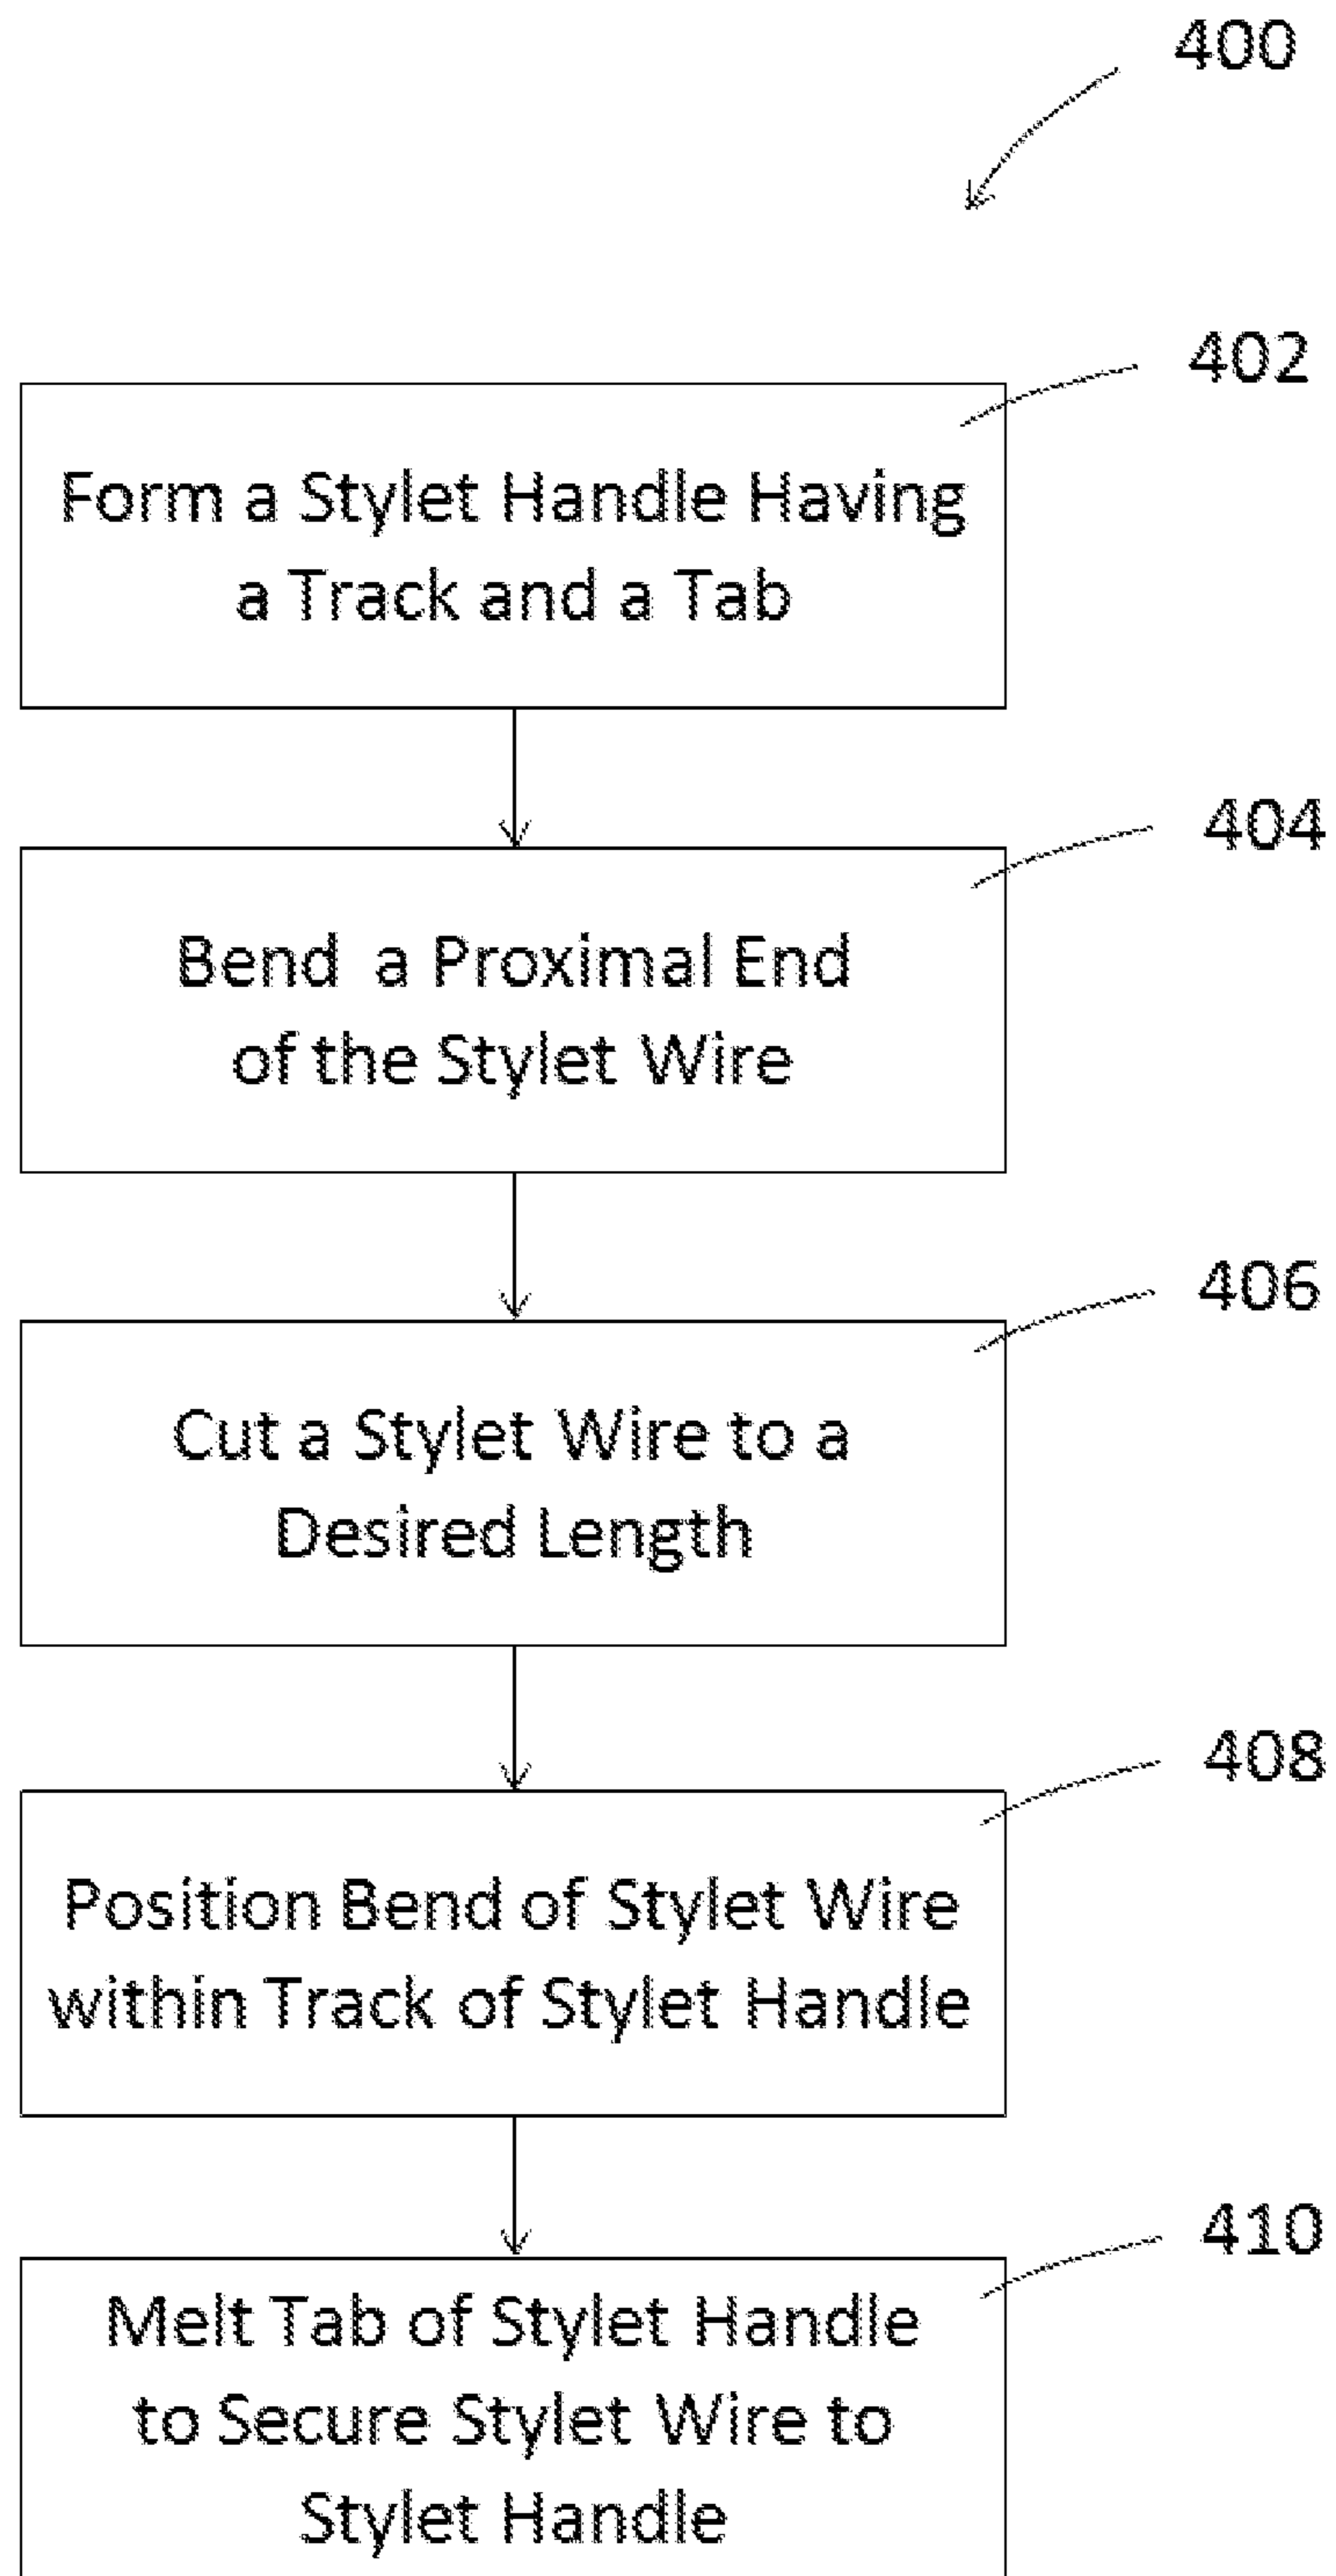 400
402
Form a Stylet Handle Having
a Track and a Tab
404
Bend a Proximal End
of the Stylet Wire
406
Cut a Stylet Wire to a
Desired Length
408
Position Bend of Stylet Wire
within Track of Stylet Handle
410
Melt Tab of Stylet Handle
to Secure Stylet Wire to
Stylet Handle